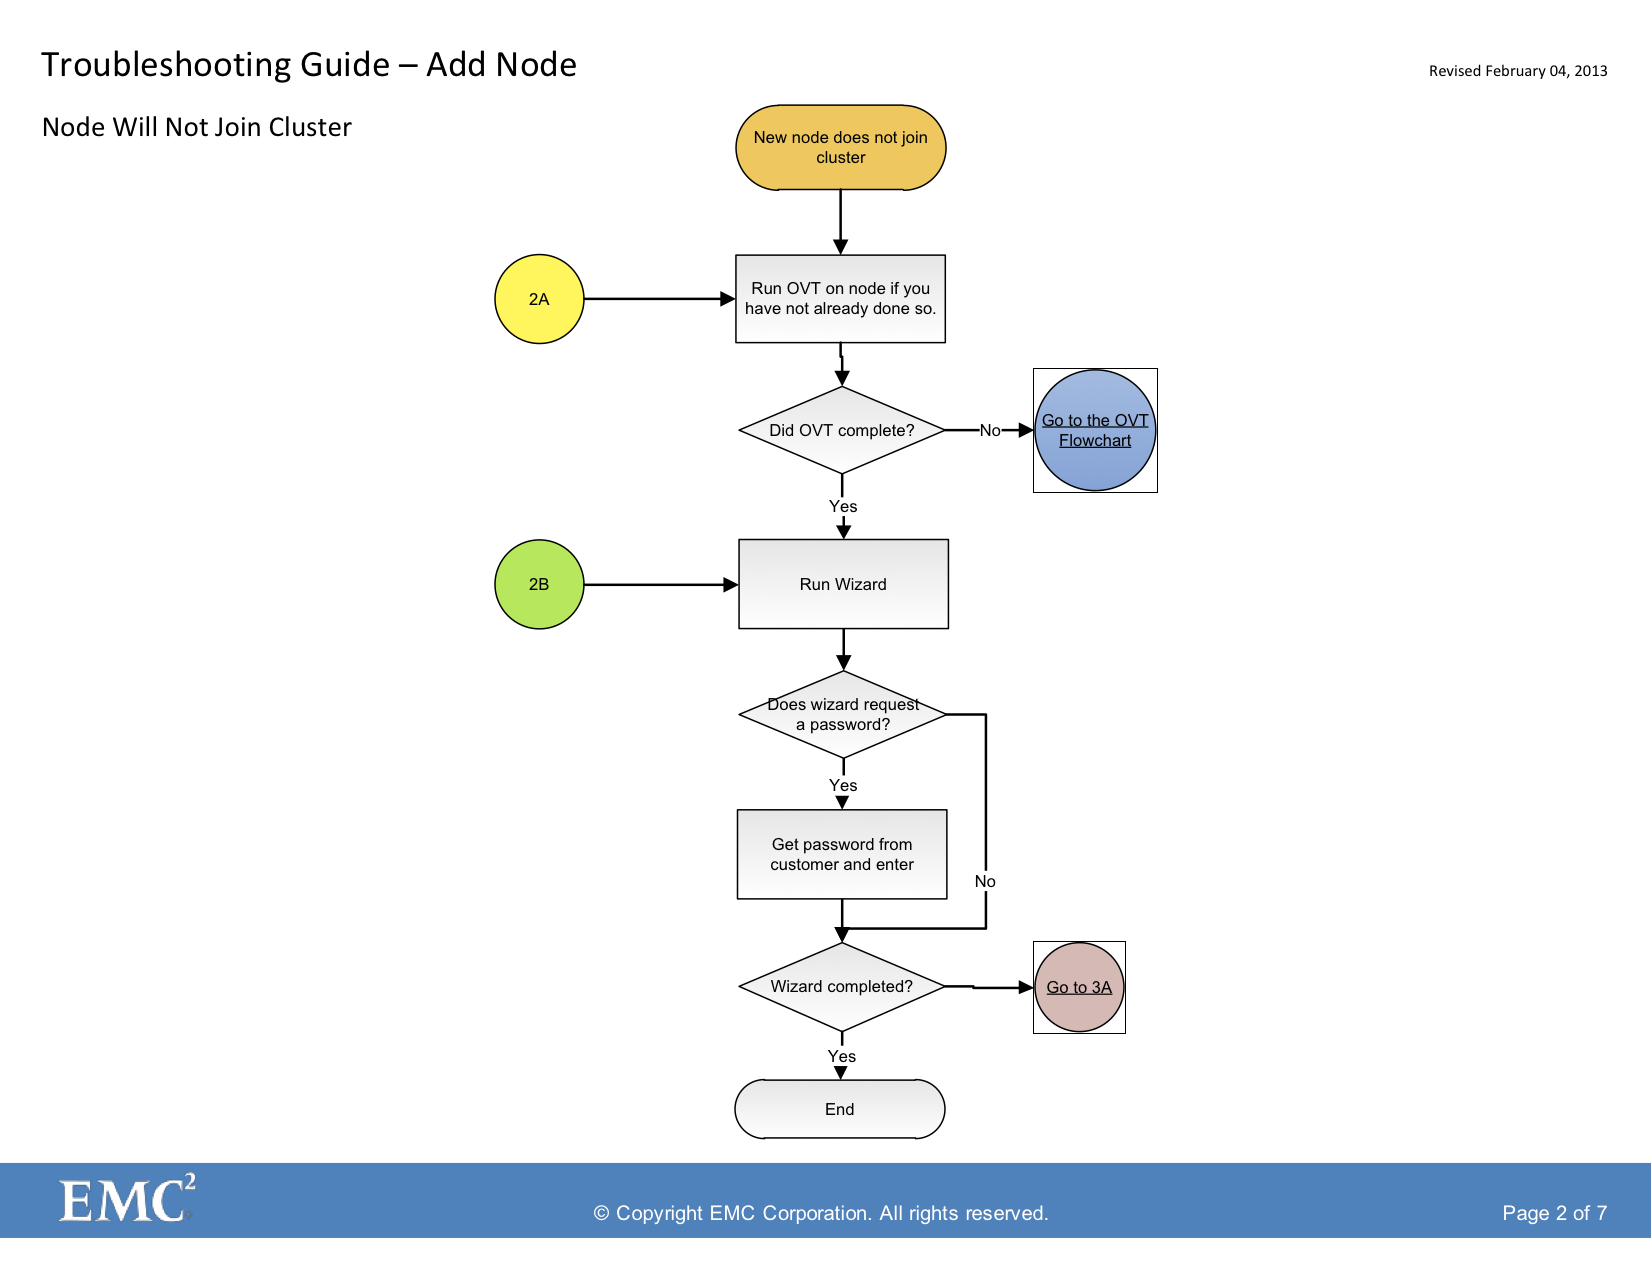 Troubleshooting Guide – Add Node
Revised February 04, 2013
Node Will Not Join Cluster
New node does not join
cluster
2A
Run OVT on node if you
have not already done so.
Did OVT complete?
No
Go to the OVT
Flowchart
Yes
2B
Run Wizard
Does wizard request
a password?
Yes
Get password from
customer and enter
No
Wizard completed?
Go to 3A
Yes
End
EMC²
© Copyright EMC Corporation. All rights reserved.
Page 2 of 7